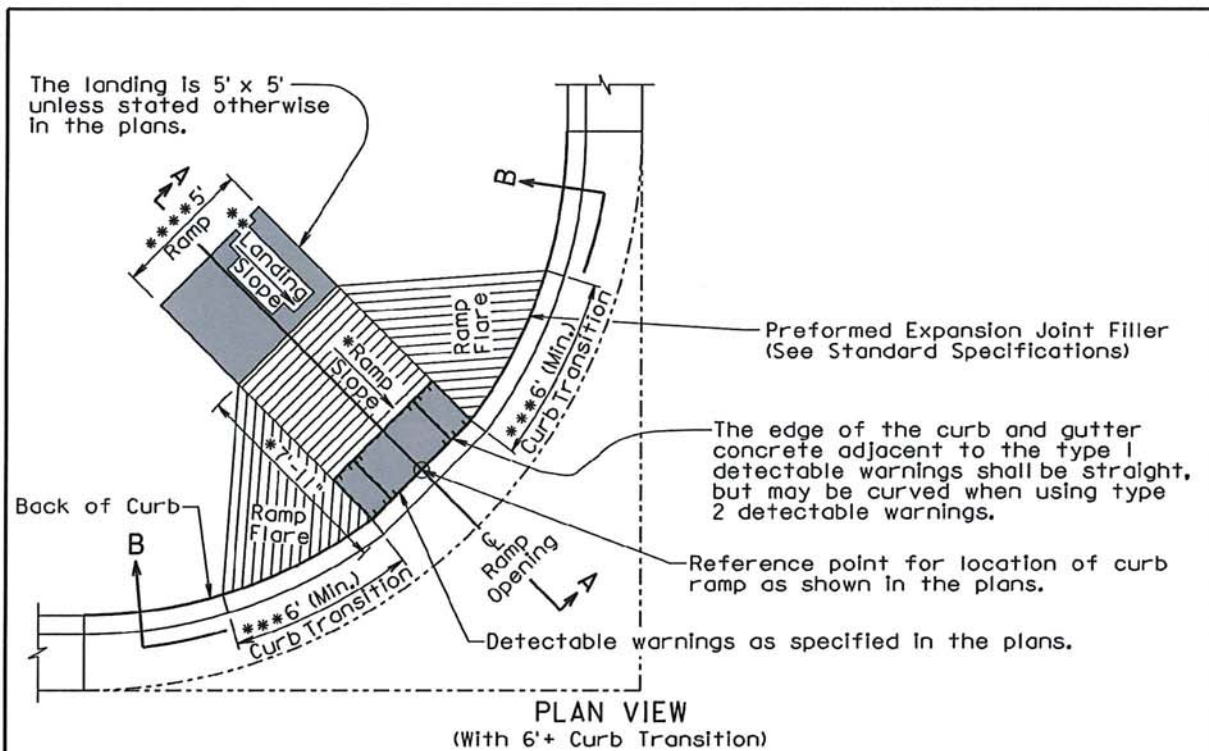 The landing is 5' x 5'
unless stated otherwise
in the plans.
A
****5'
Ramp
**Landing
Slope
B
Ramp
Flare
*Ramp
Slope
***6' (Min.)
Curb Transition
Preformed Expansion Joint Filler
(See Standard Specifications)
The edge of the curb and gutter
concrete adjacent to the type 1
detectable warnings shall be straight,
but may be curved when using type
2 detectable warnings.
*7'-1"
Back of Curb
Ramp
Flare
B
℄
Ramp
Opening
A
Reference point for location of curb
ramp as shown in the plans.
***6' (Min.)
Curb Transition
Detectable warnings as specified in the plans.
PLAN VIEW
(With 6'+ Curb Transition)